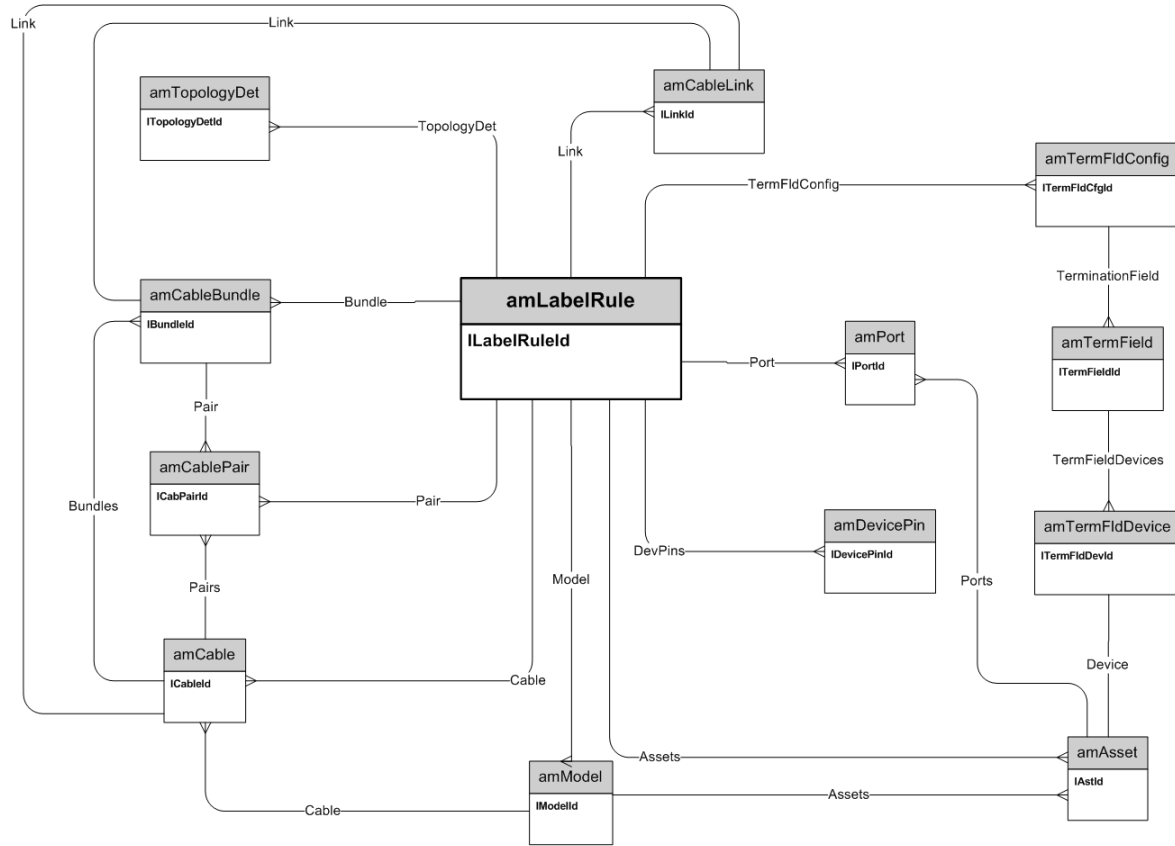 Link
Link
amTopologyDet
lTopologyDetId
TopologyDet
amCableLink
lLinkId
Link
TermFldConfig
amTermFldConfig
lTermFldCfgId
TerminationField
amCableBundle
lBundleId
Bundle
amLabelRule
lLabelRuleId
Port
amPort
lPortId
amTermField
lTermFieldId
Pair
amCablePair
lCabPairId
Pair
Bundles
TermFieldDevices
DevPins
amDevicePin
lDevicePinId
amTermFldDevice
lTermFldDevId
Model
Pairs
Ports
amCable
lCableId
Cable
Device
Assets
amAsset
lAstId
amModel
lModelId
Assets
Cable